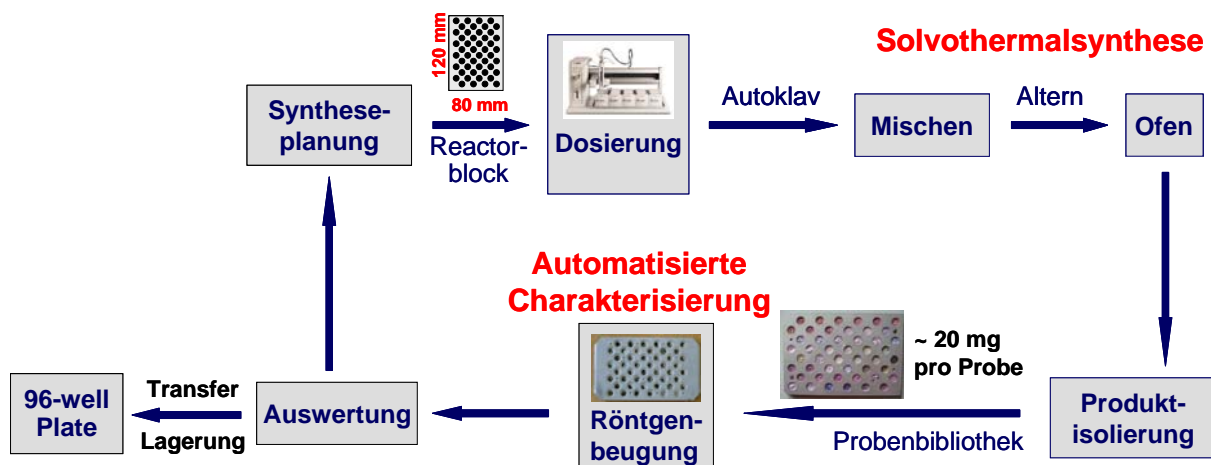 Solvothermalsynthese
120 mm
80 mm
Synthese-
planung
Reactor-
block
Dosierung
Autoklav
Mischen
Altern
Ofen
Automatisierte
Charakterisierung
~ 20 mg
pro Probe
96-well
Plate
Transfer
Lagerung
Auswertung
Röntgen-
beugung
Probenbibliothek
Produkt-
isolierung